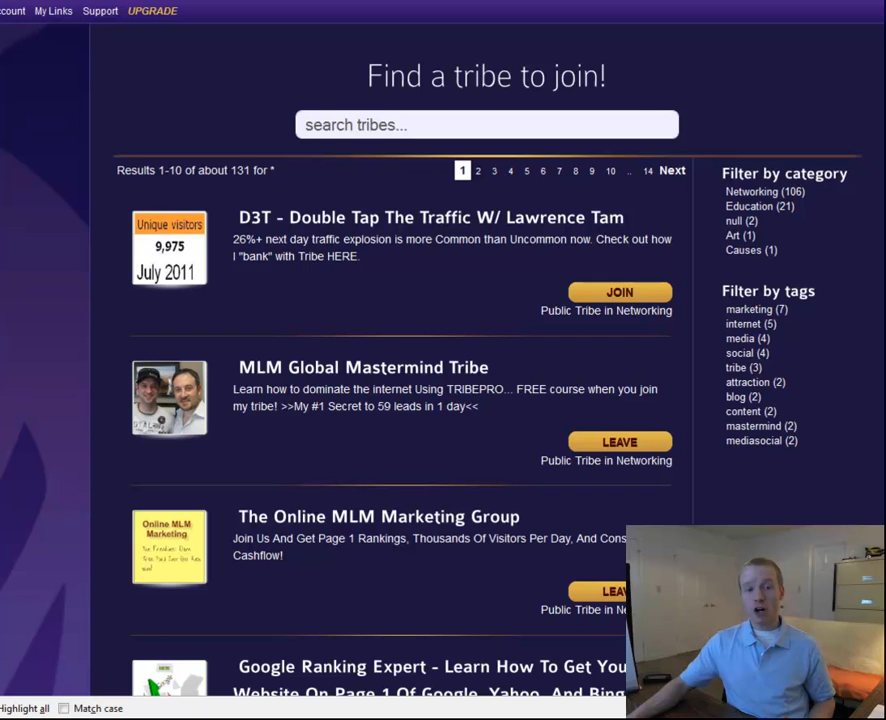 ccount My Links Support UPGRADE
Find a tribe to join!
search tribes...
Results 1-10 of about 131 for *
1 2 3 4 5 6 7 8 9 10 .. 14 Next
Filter by category
Networking (106)
Education (21)
null (2)
Art (1)
Causes (1)
Filter by tags
marketing (7)
internet (5)
media (4)
social (4)
tribe (3)
attraction (2)
blog (2)
content (2)
mastermind (2)
mediasocial (2)
Unique visitors
9,975
July 2011
D3T - Double Tap The Traffic W/ Lawrence Tam
26%+ next day traffic explosion is more Common than Uncommon now. Check out how
I "bank" with Tribe HERE.
JOIN
Public Tribe in Networking
MLM Global Mastermind Tribe
Learn how to dominate the internet Using TRIBEPRO... FREE course when you join
my tribe! >>My #1 Secret to 59 leads in 1 day<<
LEAVE
Public Tribe in Networking
Online MLM
Marketing
The Online MLM Marketing Group
Join Us And Get Page 1 Rankings, Thousands Of Visitors Per Day, And Cons
Cashflow!
LEAV
Public Tribe in Ne
Google Ranking Expert - Learn How To Get You
Website On Page 1 Of Google, Yahoo, And Bing
Highlight all Match case